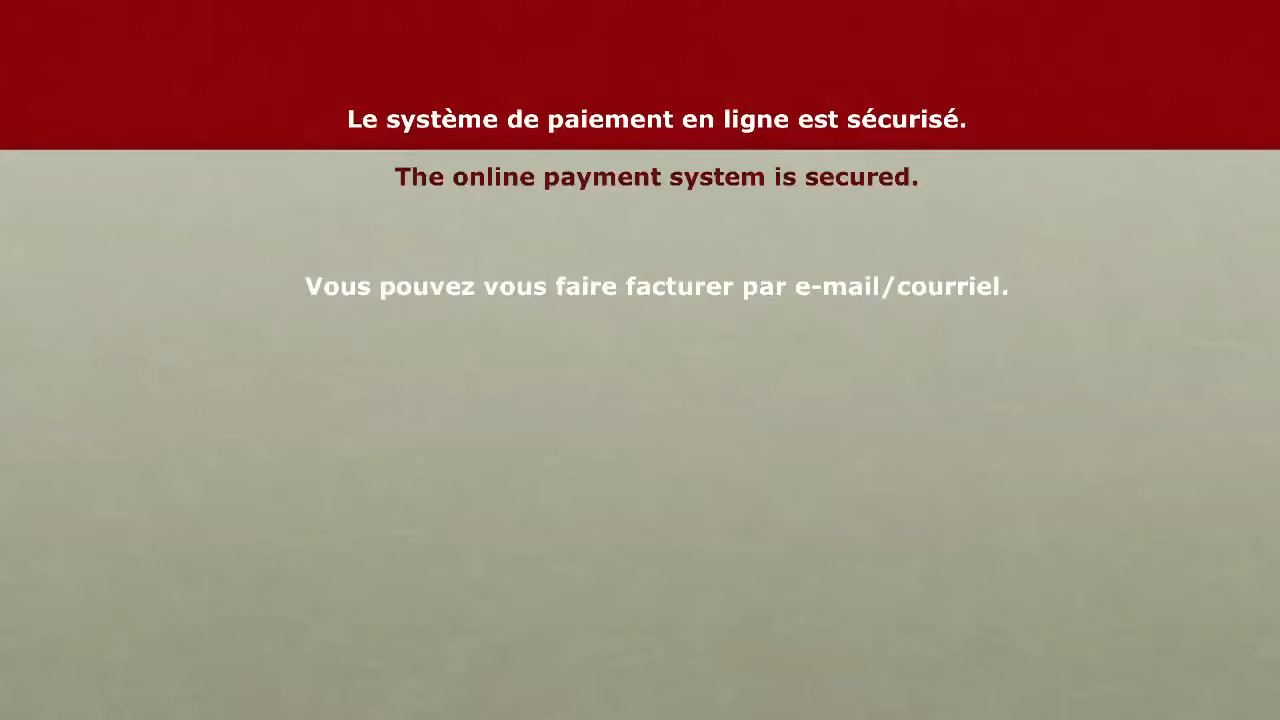 Le système de paiement en ligne est sécurisé.
The online payment system is secured.
Vous pouvez vous faire facturer par e-mail/courriel.